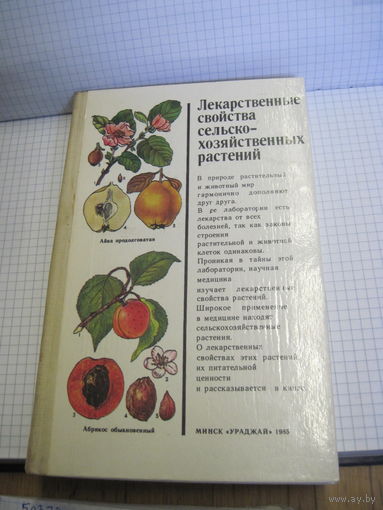 Лекарственные
свойства
сельско-
хозяйственных
растений
В природе растительный
и животный мир
гармонично дополняют
друг друга.
В ее лаборатории есть
лекарства от всех
болезней, так как законы
строения
растительной и животной
клеток одинаковы.
Проникая в тайны этой
лаборатории, научная
медицина
изучает лекарственные
свойства растений.
Широкое применение
в медицине находят
сельскохозяйственные
растения.
О лекарственных
свойствах этих растений,
их питательной
ценности
и рассказывается в книге.
МИНСК «УРАДЖАЙ» 1985
Айва продолговатая
Абрикос обыкновенный
3
4
5
www.ay.by